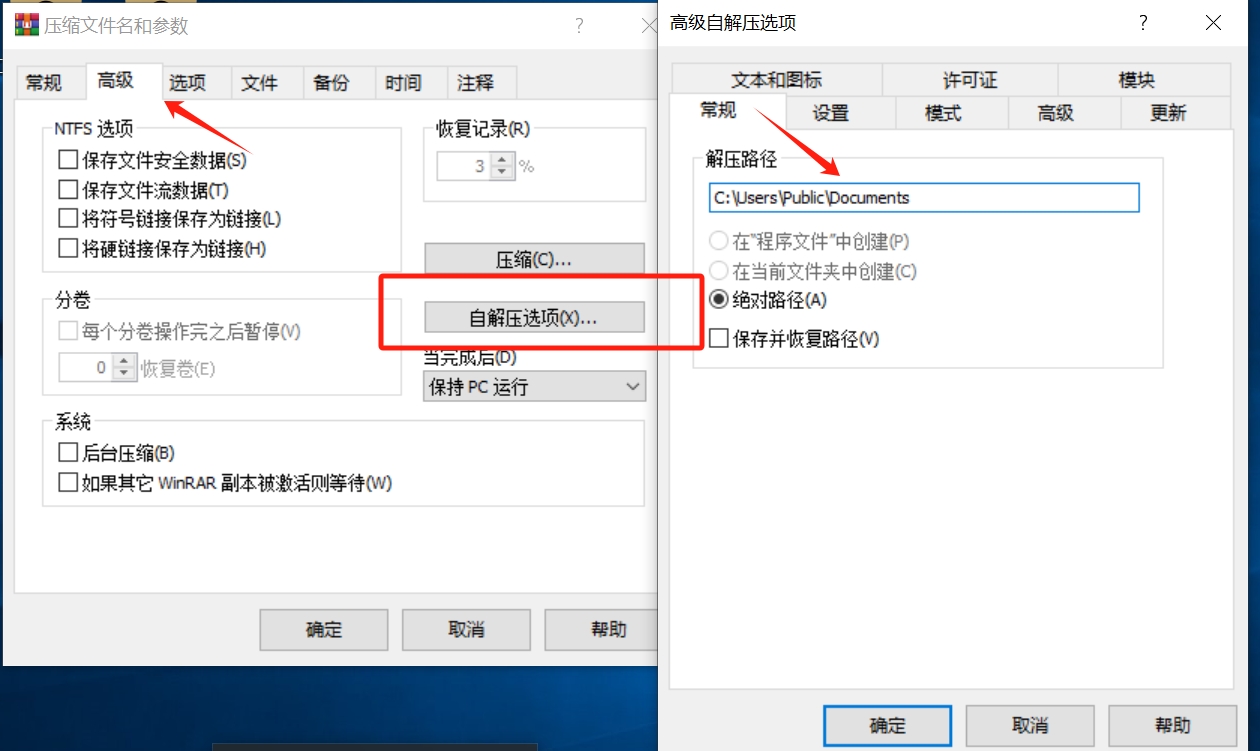 压缩文件名和参数
?
常规 高级 选项 文件 备份 时间 注释
NTFS 选项
保存文件安全数据(S)
保存文件流数据(T)
将符号链接保存为链接(L)
将硬链接保存为链接(H)
分卷
每个分卷操作完之后暂停(V)
0 恢复卷(E)
系统
后台压缩(B)
如果其它 WinRAR 副本被激活则等待(W)
恢复记录(R)
3 %
压缩(C)...
自解压选项(X)...
当完成后(D)
保持 PC 运行
确定 取消 帮助
高级自解压选项
?
文本和图标 许可证 模块
常规 设置 模式 高级 更新
解压路径
C:\Users\Public\Documents
在“程序文件”中创建(P)
在当前文件夹中创建(C)
绝对路径(A)
保存并恢复路径(V)
确定 取消 帮助